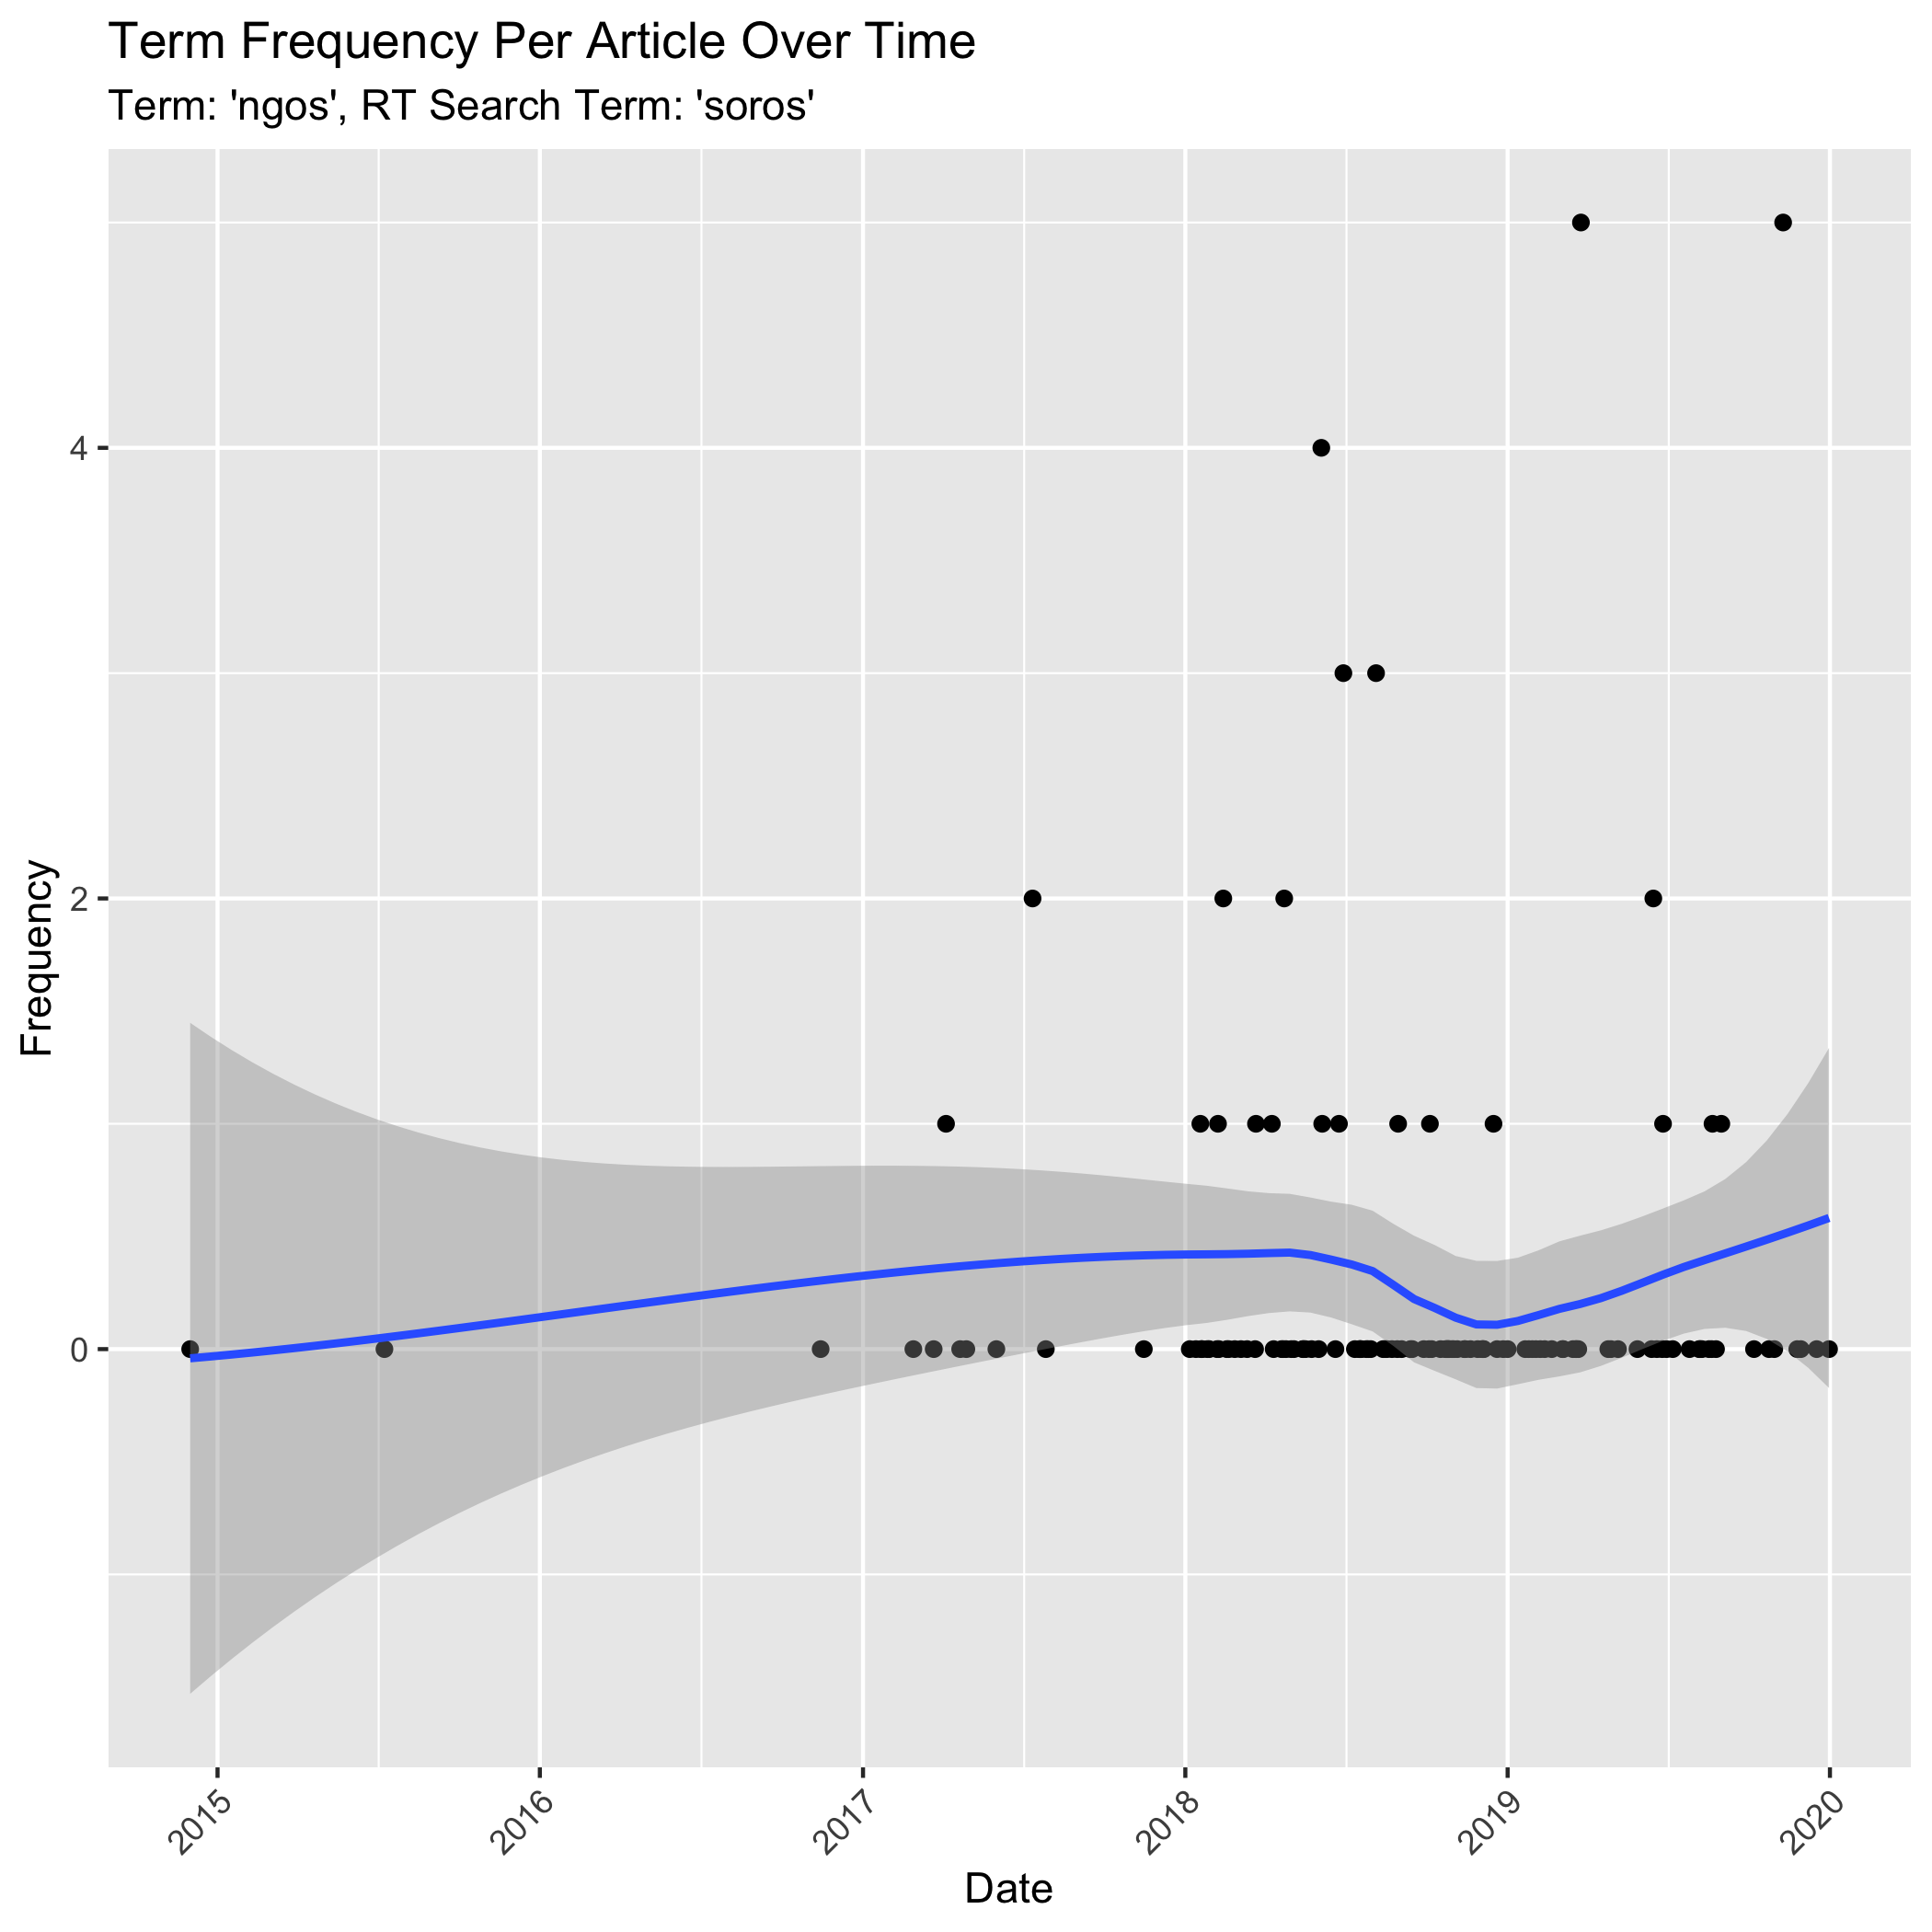 Term Frequency Per Article Over Time
Term: 'ngos', RT Search Term: 'soros'
Frequency
4
2
0
2015
2016
2017
2018
2019
2020
Date